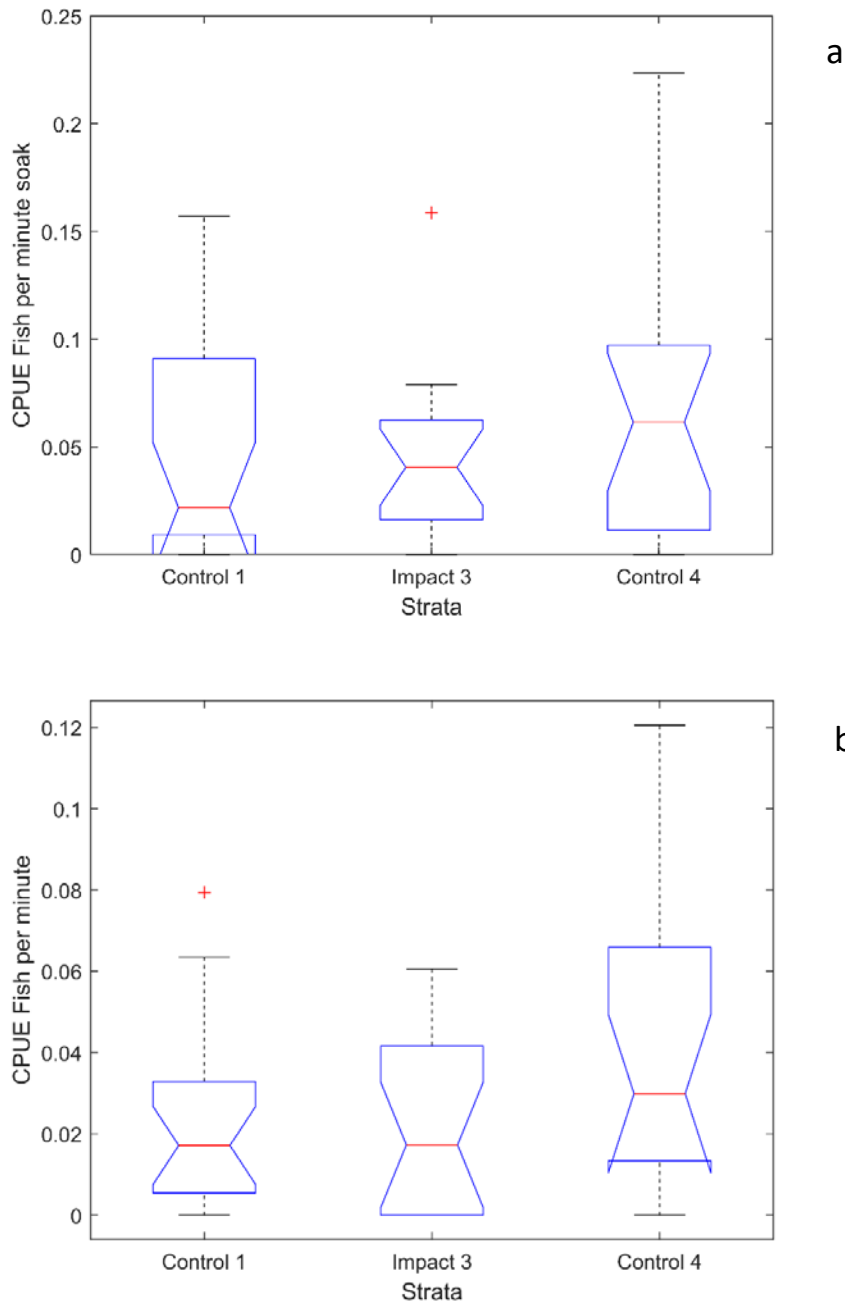 a
0.25
0.2
0.15
0.1
0.05
0
CPUE Fish per minute soak
Control 1 Impact 3 Control 4
Strata
b
0.12
0.1
0.08
0.06
0.04
0.02
0
CPUE Fish per minute
Control 1 Impact 3 Control 4
Strata